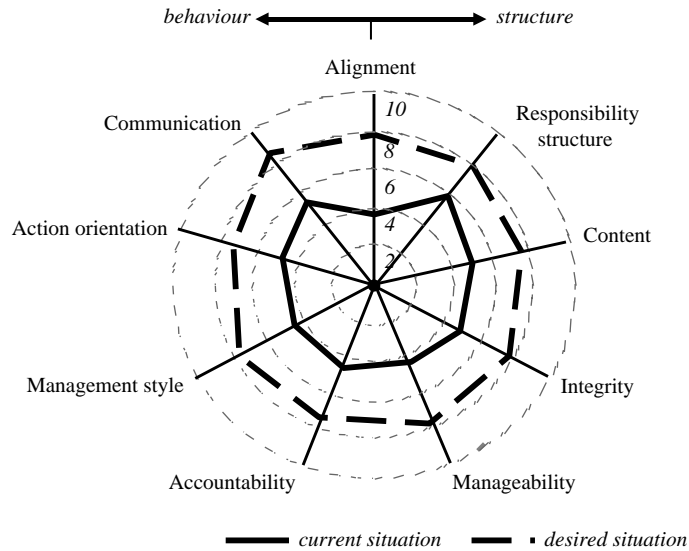 behaviour
structure
Alignment
10
Communication
Responsibility
structure
8
6
Action orientation
Content
4
2
Management style
Integrity
Accountability
Manageability
current situation
desired situation